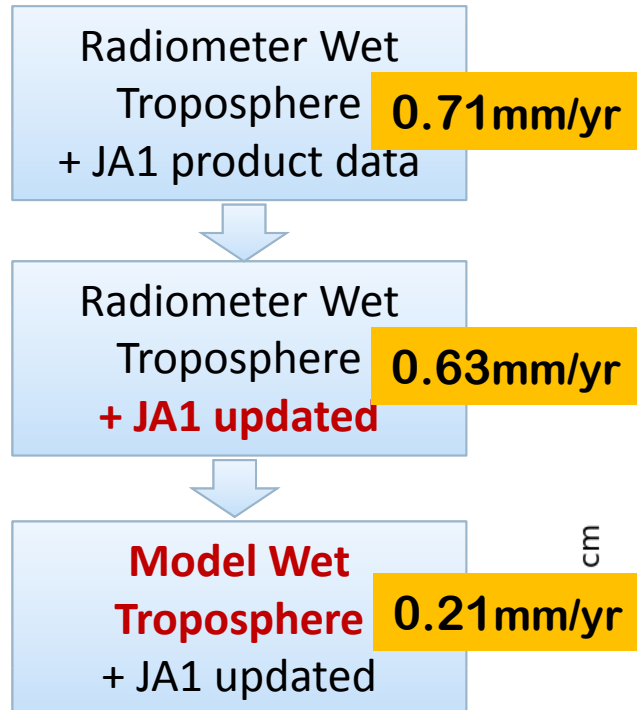 Radiometer Wet
Troposphere
0.71mm/yr
+ JA1 product data
Radiometer Wet
Troposphere
0.63mm/yr
+ JA1 updated
cm
Model Wet
Troposphere
0.21mm/yr
+ JA1 updated